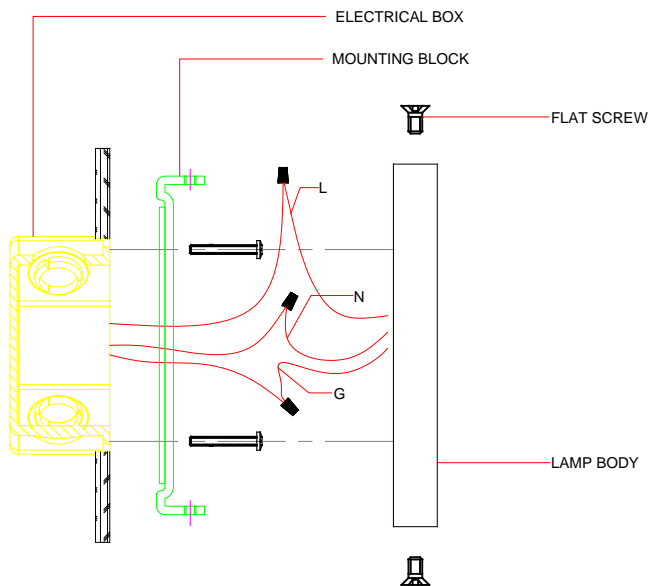 ELECTRICAL BOX
MOUNTING BLOCK
FLAT SCREW
L
N
G
LAMP BODY